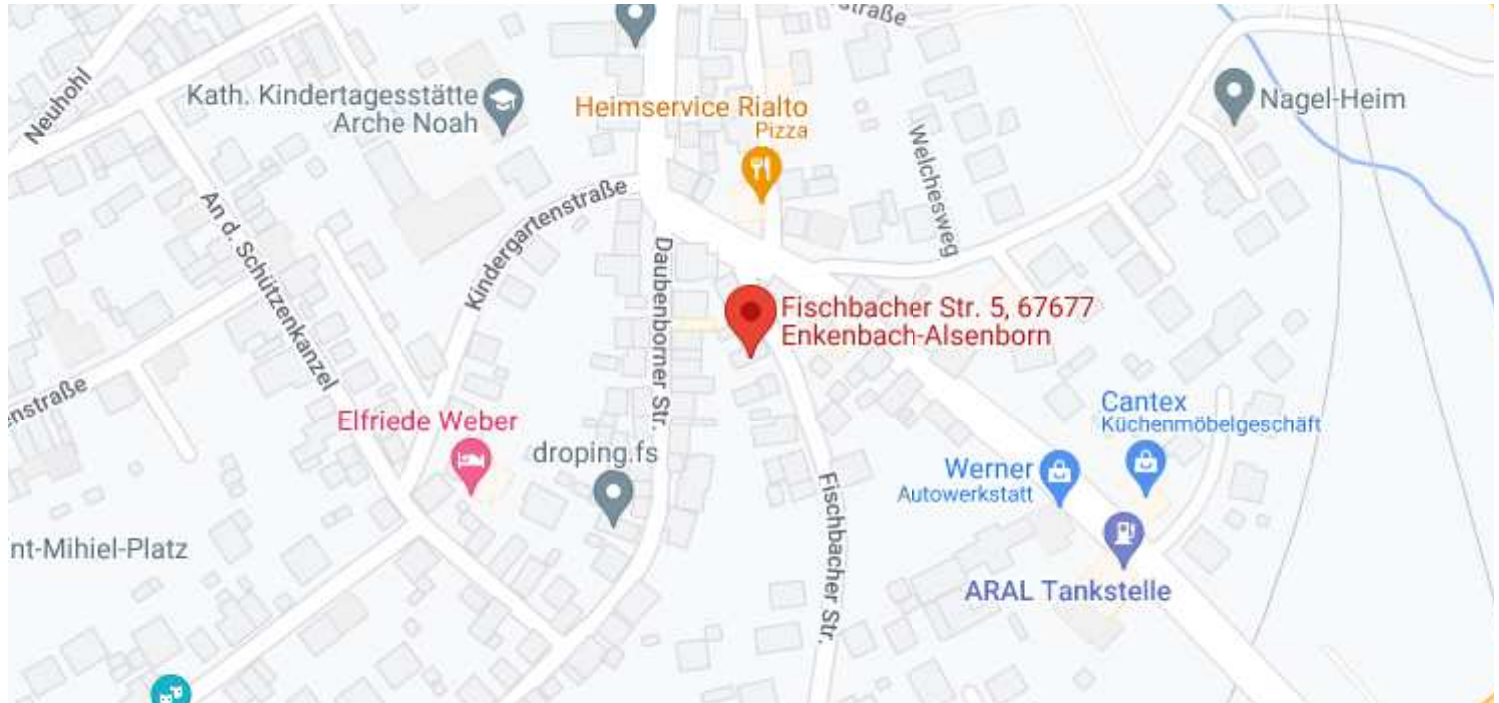 straße
Neuhohl
Kath. Kindertagesstätte
Arche Noah
Heimservice Rialto
Pizza
Nagel-Heim
Welchesweg
An d. Schützenkanzel
Kindergartenstraße
Daubenborner Str.
Fischbacher Str. 5, 67677
Enkenbach-Alsenborn
enstraße
Elfriede Weber
droping.fs
Cantex
Küchenmöbelgeschäft
Werner
Autowerkstatt
Fischbacher Str.
nt-Mihiel-Platz
ARAL Tankstelle